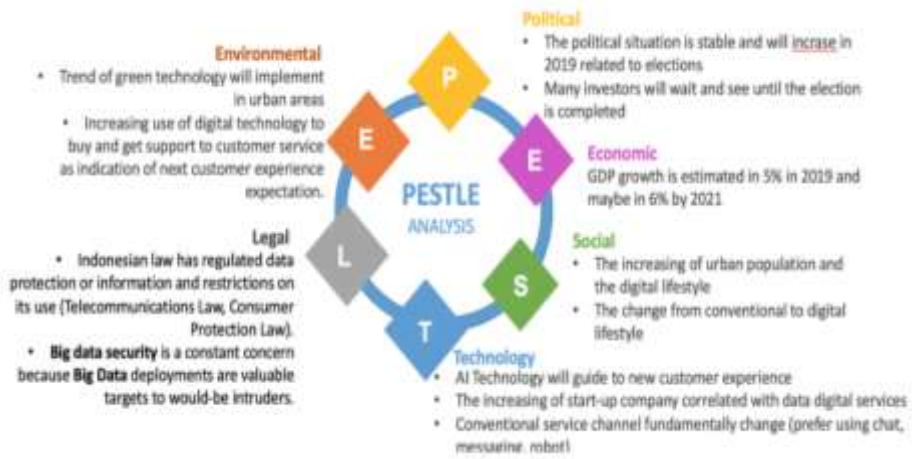 Political
• The political situation is stable and will incrase in
2019 related to elections
• Many investors will wait and see until the election
is completed
Environmental
• Trend of green technology will implement
in urban areas
• Increasing use of digital technology to
buy and get support to customer service
as indication of next customer experience
expectation.
P
E
E
PESTLE
ANALYSIS
Economic
GDP growth is estimated in 5% in 2019 and
maybe in 6% by 2021
Legal
• Indonesian law has regulated data
protection or information and restrictions on
its use (Telecommunications Law, Consumer
Protection Law).
• Big data security is a constant concern
because Big Data deployments are valuable
targets to would-be intruders.
L
S
T
Social
• The increasing of urban population and
the digital lifestyle
• The change from conventional to digital
lifestyle
Technology
• AI Technology will guide to new customer experience
• The increasing of start-up company correlated with data digital services
• Conventional service channel fundamentally change (prefer using chat,
messaging, robot)